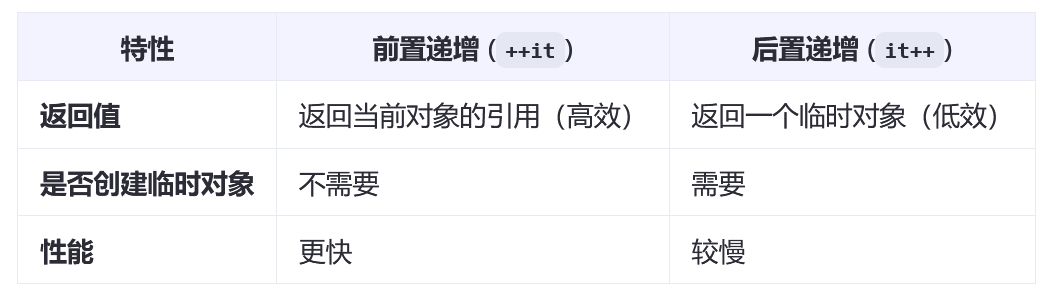 特性 前置递增 ( ++it ) 后置递增 ( it++ )
返回值 返回当前对象的引用（高效） 返回一个临时对象（低效）
是否创建临时对象 不需要 需要
性能 更快 较慢